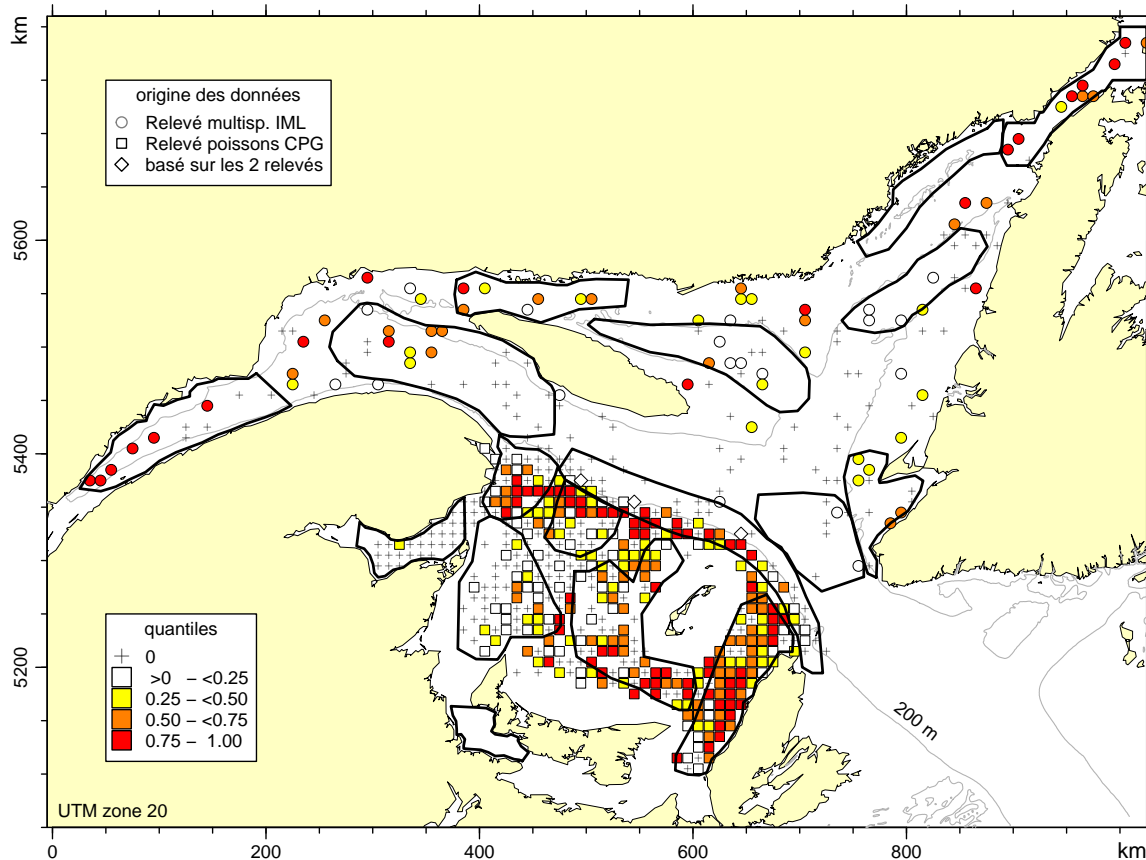 km
origine des données
Relevé multisp. IML
Relevé poissons CPG
basé sur les 2 relevés
5600
5400
5200
quantiles
0
>0 – <0.25
0.25 – <0.50
0.50 – <0.75
0.75 – 1.00
200 m
UTM zone 20
0
200
400
600
800
km